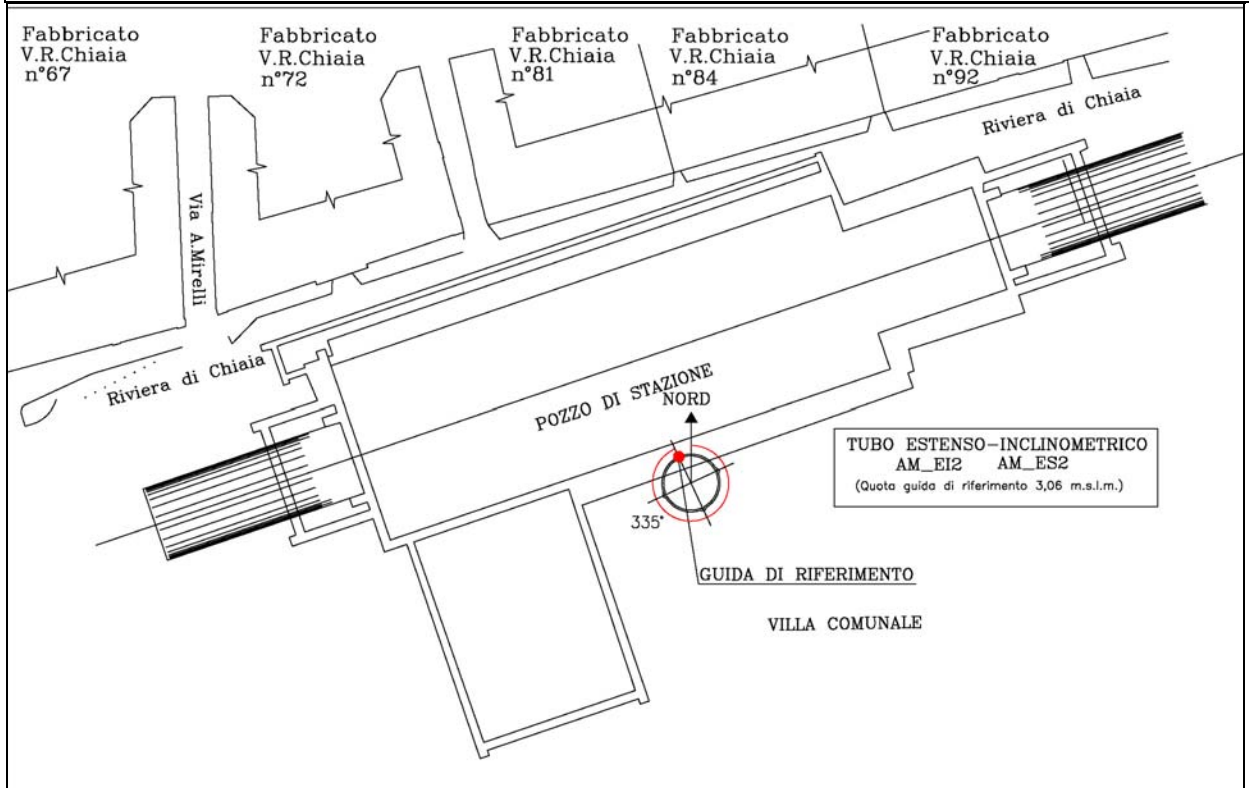 Fabbricato
V.R.Chiaia
n°67
Fabbricato
V.R.Chiaia
n°72
Fabbricato
V.R.Chiaia
n°81
Fabbricato
V.R.Chiaia
n°84
Fabbricato
V.R.Chiaia
n°92
Riviera di Chiaia
Via A.Mirelli
Riviera di Chiaia
POZZO DI STAZIONE
NORD
TUBO ESTENSO-INCLINOMETRICO
AM_EI2 AM_ES2
(Quota guida di riferimento 3,06 m.s.l.m.)
335°
GUIDA DI RIFERIMENTO
VILLA COMUNALE